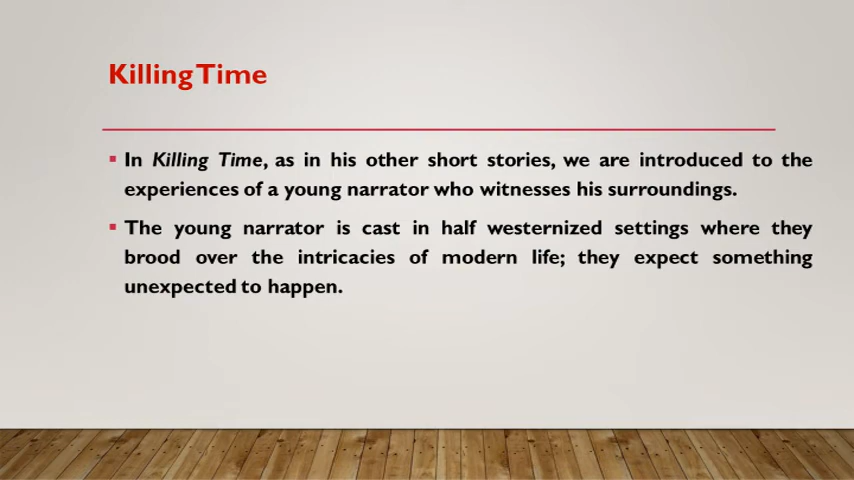 Killing Time
In Killing Time, as in his other short stories, we are introduced to the
experiences of a young narrator who witnesses his surroundings.
The young narrator is cast in half westernized settings where they
brood over the intricacies of modern life; they expect something
unexpected to happen.